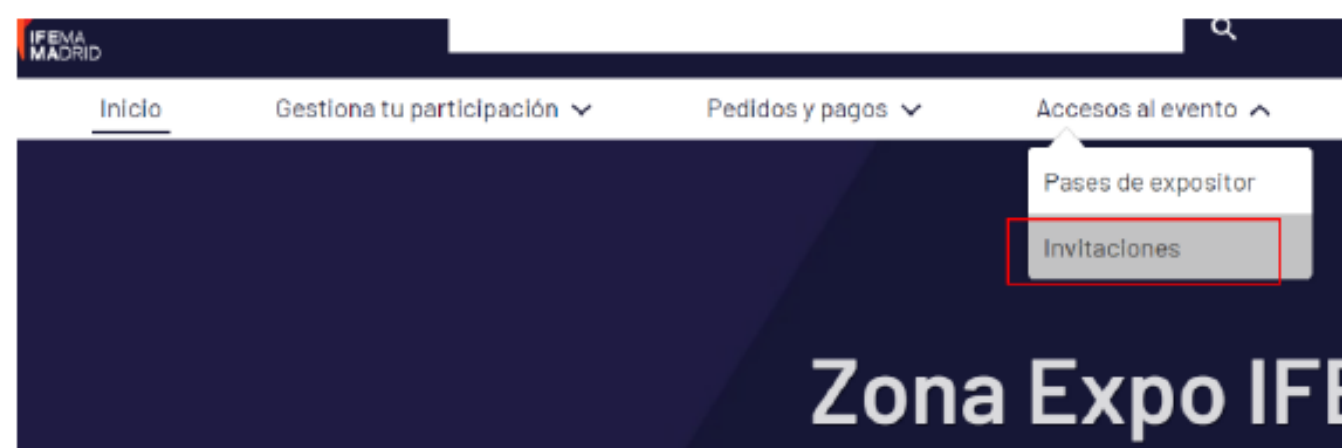 IFEMA
MADRID
Inicio Gestiona tu participación Pedidos y pagos Accesos al evento
Pases de expositor
Invitaciones
Zona Expo IFE